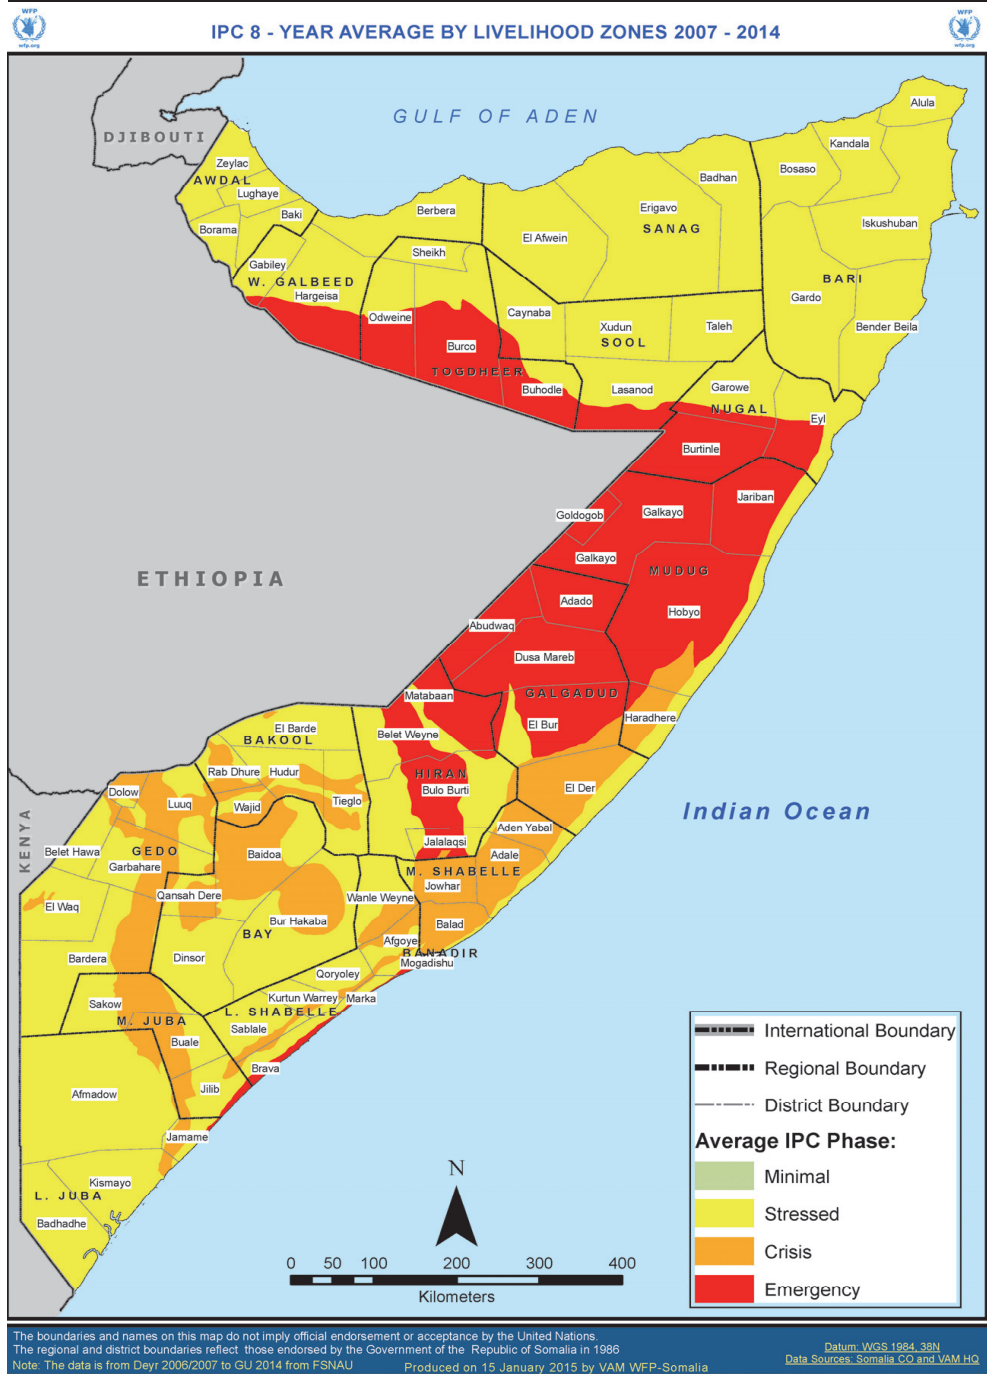 WFP
wfp.org
IPC 8 - YEAR AVERAGE BY LIVELIHOOD ZONES 2007 - 2014
WFP
wfp.org
GULF OF ADEN
DJIBOUTI
Alula
Kandala
Bosaso
Zeylac
AWDAL
Lughaye
Baki
Borama
Berbera
Badhan
Erigavo
SANAG
El Afwein
Iskushuban
Sheikh
Gabiley
W. GALBEED
Hargeisa
BARI
Gardo
Bender Beila
Odweine
Caynaba
Xudun
SOOL
Taleh
Burco
TOGDHEER
Buhodle
Lasanod
Garowe
NUGAL
Eyl
Burtinle
Jariban
Goldogob
Galkayo
Galkayo
MUDUG
ETHIOPIA
Adado
Hobyo
Abudwaq
Dusa Mareb
GALGADUD
Matabaan
El Bur
Haradhere
El Barde
BAKOOL
Belet Weyne
Rab Dhure
Hudur
HIRAN
Bulo Burti
El Der
Indian Ocean
Dolow
Luuq
Wajid
Tieglo
Aden Yabal
KENYA
Belet Hawa
GEDO
Garbahare
Baidoa
Jalalaqsi
Adale
M. SHABELLE
Jowhar
El Waq
Qansah Dere
Wanle Weyne
Bur Hakaba
BAY
Balad
Afgoye
BANADIR
Mogadishu
Bardera
Dinsor
Qoryoley
Sakow
M. JUBA
Kurtun Warrey
Marka
L. SHABELLE
Sablale
Buale
Brava
Afmadow
Jilib
Jamame
Kismayo
L. JUBA
Badhadhe
N
0 50 100 200 300 400
Kilometers
International Boundary
Regional Boundary
District Boundary
Average IPC Phase:
Minimal
Stressed
Crisis
Emergency
The boundaries and names on this map do not imply official endorsement or acceptance by the United Nations.
The regional and district boundaries reflect those endorsed by the Government of the Republic of Somalia in 1986
Note: The data is from Deyr 2006/2007 to GU 2014 from FSNAU
Produced on 15 January 2015 by VAM WFP-Somalia
Datum: WGS 1984, 38N
Data Sources: Somalia CO and VAM HQ